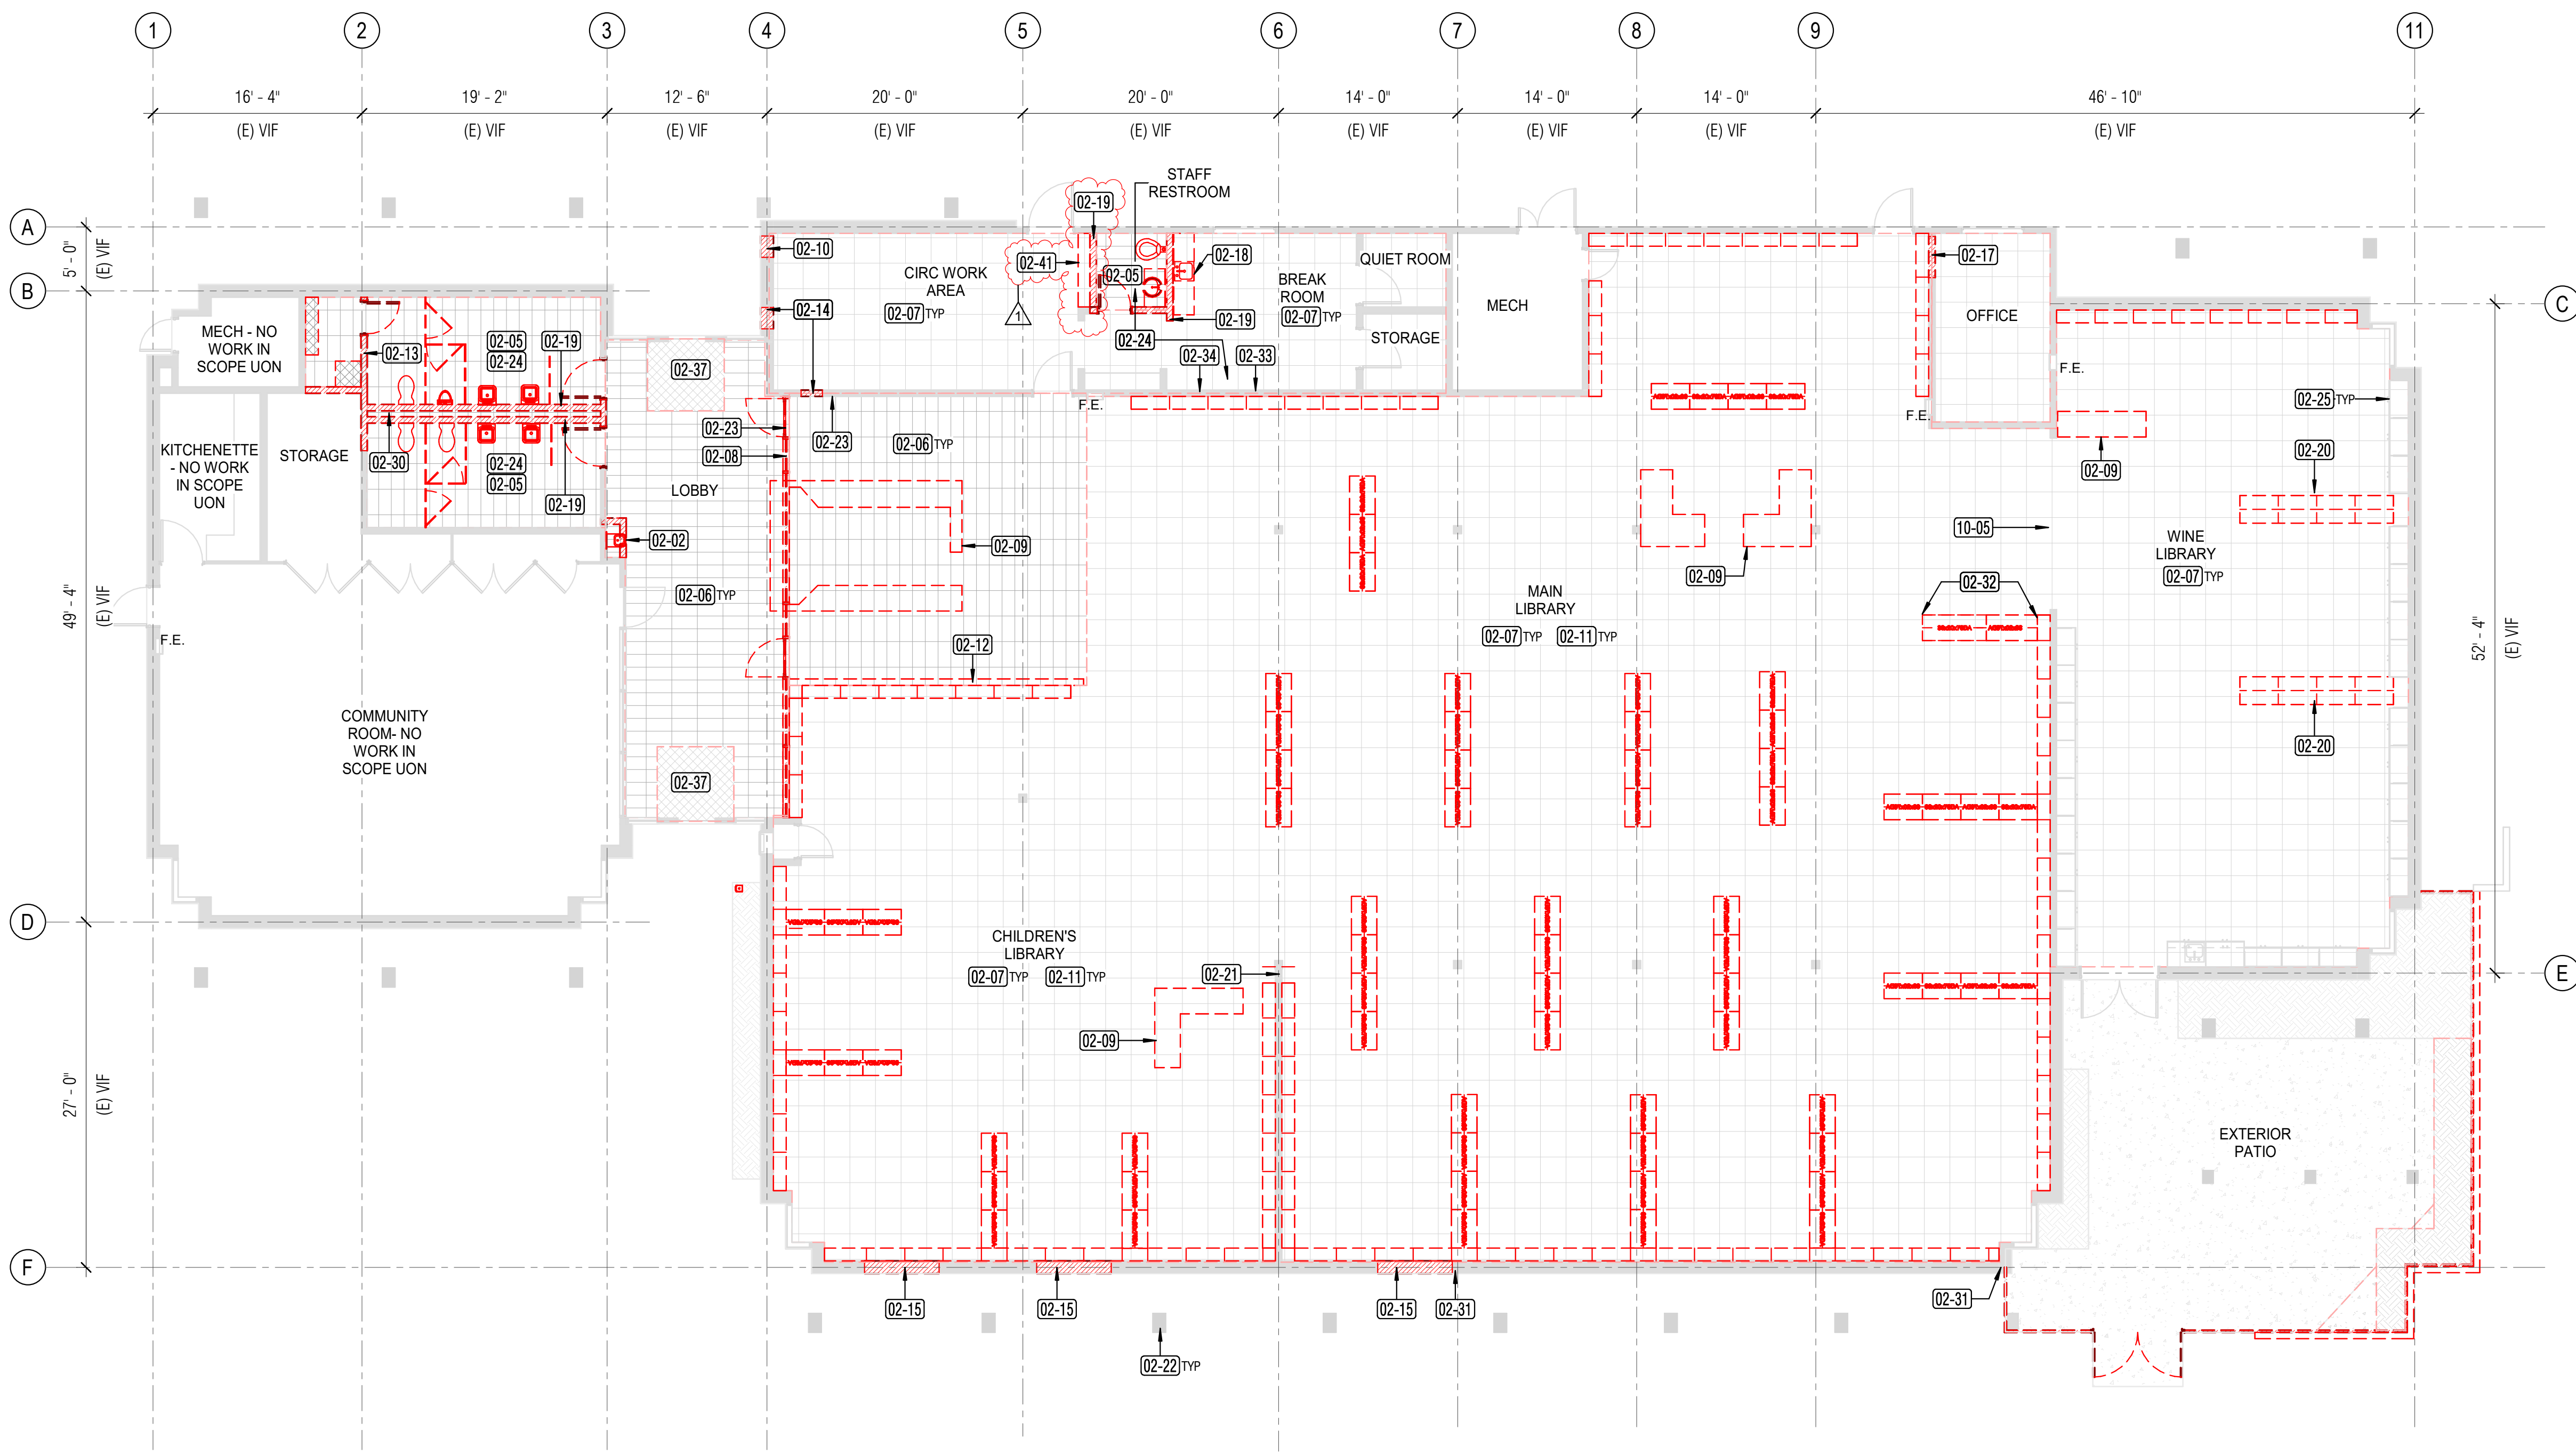 1 2 3 4 5 6 7 8 9 11
16' - 4" 19' - 2" 12' - 6" 20' - 0" 20' - 0" 14' - 0" 14' - 0" 14' - 0" 46' - 10"
(E) VIF (E) VIF (E) VIF (E) VIF (E) VIF (E) VIF (E) VIF (E) VIF (E) VIF
A
5' - 0"
(E) VIF
B
49' - 4"
(E) VIF
D
27' - 0"
(E) VIF
F
C
52' - 4"
(E) VIF
E
STAFF
RESTROOM
02-19
02-10
02-41
1
02-05
02-18
CIRC WORK
AREA
02-07 TYP
02-14
BREAK
ROOM
02-07 TYP
02-19
02-24
02-34
02-33
QUIET ROOM
STORAGE
MECH
02-17
OFFICE
F.E.
F.E.
F.E.
MECH - NO
WORK IN
SCOPE UON
02-13
02-05
02-24
02-19
02-37
KITCHENETTE
- NO WORK
IN SCOPE
UON
STORAGE
02-30
02-24
02-05
02-19
02-23
02-08
02-23
02-06 TYP
LOBBY
02-02
02-06 TYP
02-09
02-12
02-37
F.E.
COMMUNITY
ROOM- NO
WORK IN
SCOPE UON
02-25 TYP
02-09
02-20
10-05
WINE
LIBRARY
02-07 TYP
02-32
02-09
MAIN
LIBRARY
02-07 TYP 02-11 TYP
02-20
CHILDREN'S
LIBRARY
02-07 TYP 02-11 TYP
02-21
02-09
EXTERIOR
PATIO
02-15
02-15
02-15
02-31
02-31
02-22 TYP